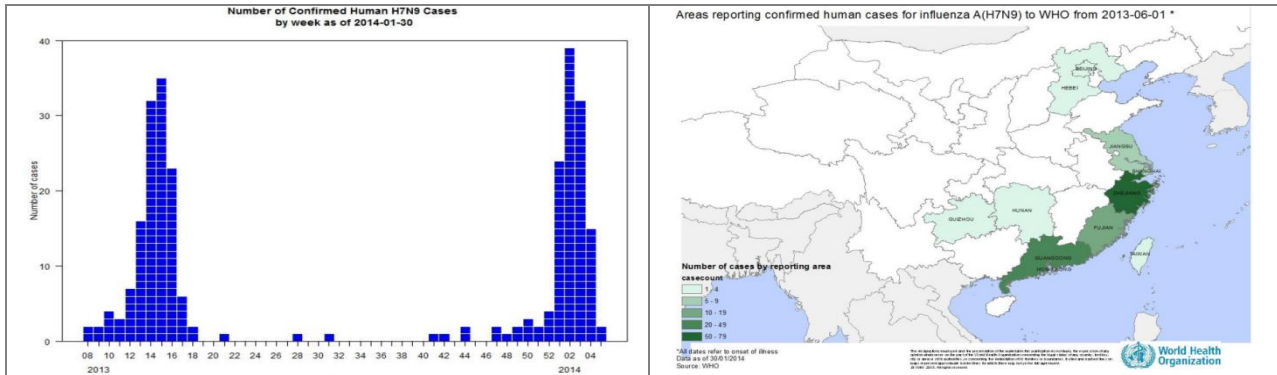 Number of Confirmed Human H7N9 Cases
by week as of 2014-01-30
40
30
20
10
0
Number of cases
08 10 12 14 16 18 20 22 24 26 28 30 32 34 36 38 40 42 44 46 48 50 52 02 04
2013 2014
Areas reporting confirmed human cases for influenza A(H7N9) to WHO from 2013-06-01 *
BEIJING
HEBEI
JIANGSU
SHANGHAI
ZHEJIANG
GUIZHOU
HUNAN
FUJIAN
TAIWAN
GUANGDONG
HONG KONG
Number of cases by reporting area
casecount
1 - 4
5 - 9
10 - 19
20 - 49
50 - 79
*All dates refer to onset of illness
Data as of 30/01/2014
Source: WHO
World Health
Organization